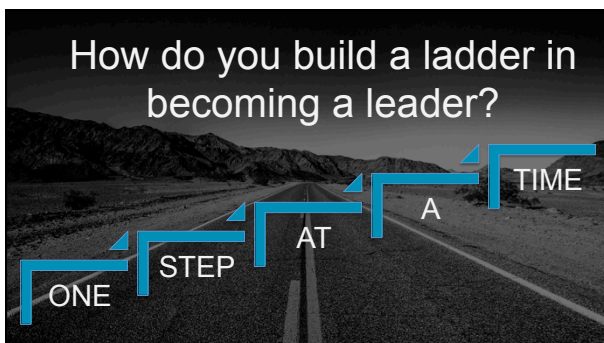 How do you build a ladder in
becoming a leader?
ONE
STEP
AT
A
TIME